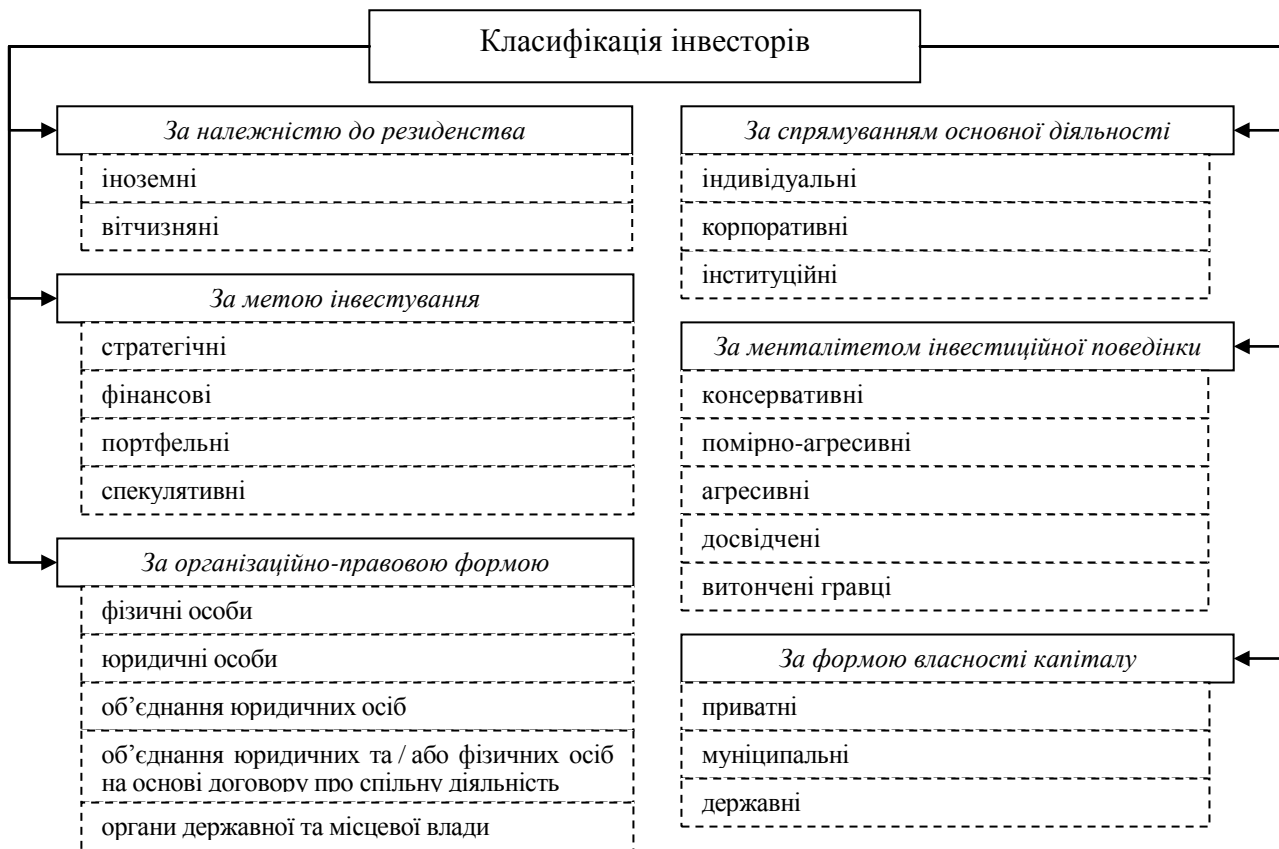 Класифікація інвесторів
За належністю до резиденства
іноземні
вітчизняні
За метою інвестування
стратегічні
фінансові
портфельні
спекулятивні
За організаційно-правовою формою
фізичні особи
юридичні особи
об’єднання юридичних осіб
об’єднання юридичних та / або фізичних осіб
на основі договору про спільну діяльність
органи державної та місцевої влади
За спрямуванням основної діяльності
індивідуальні
корпоративні
інституційні
За менталітетом інвестиційної поведінки
консервативні
помірно-агресивні
агресивні
досвідчені
витончені гравці
За формою власності капіталу
приватні
муніципальні
державні